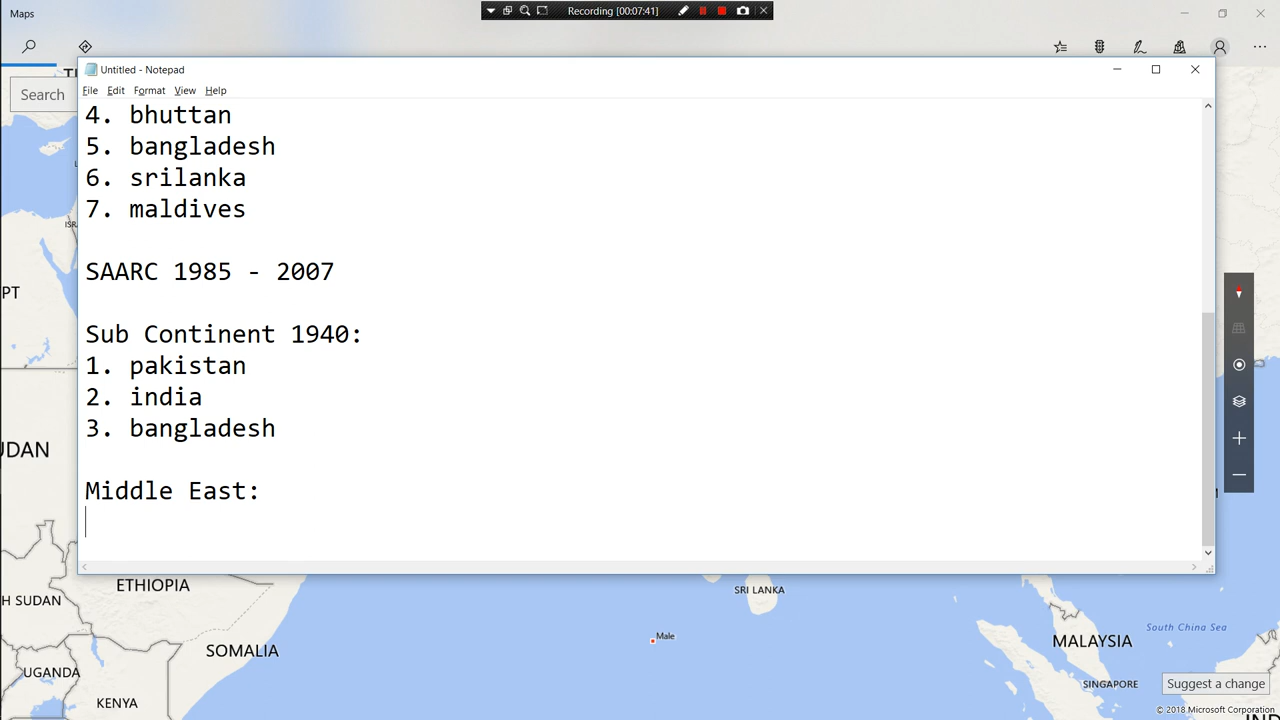 Maps
Recording [00:07:41]
Untitled - Notepad
File Edit Format View Help
Search
4. bhuttan
5. bangladesh
6. srilanka
7. maldives
SAARC 1985 - 2007
Sub Continent 1940:
1. pakistan
2. india
3. bangladesh
Middle East:
ISR
PT
UDAN
ETHIOPIA
H SUDAN
SOMALIA
UGANDA
KENYA
SRI LANKA
Male
MALAYSIA
South China Sea
SINGAPORE
Suggest a change
© 2018 Microsoft Corporation